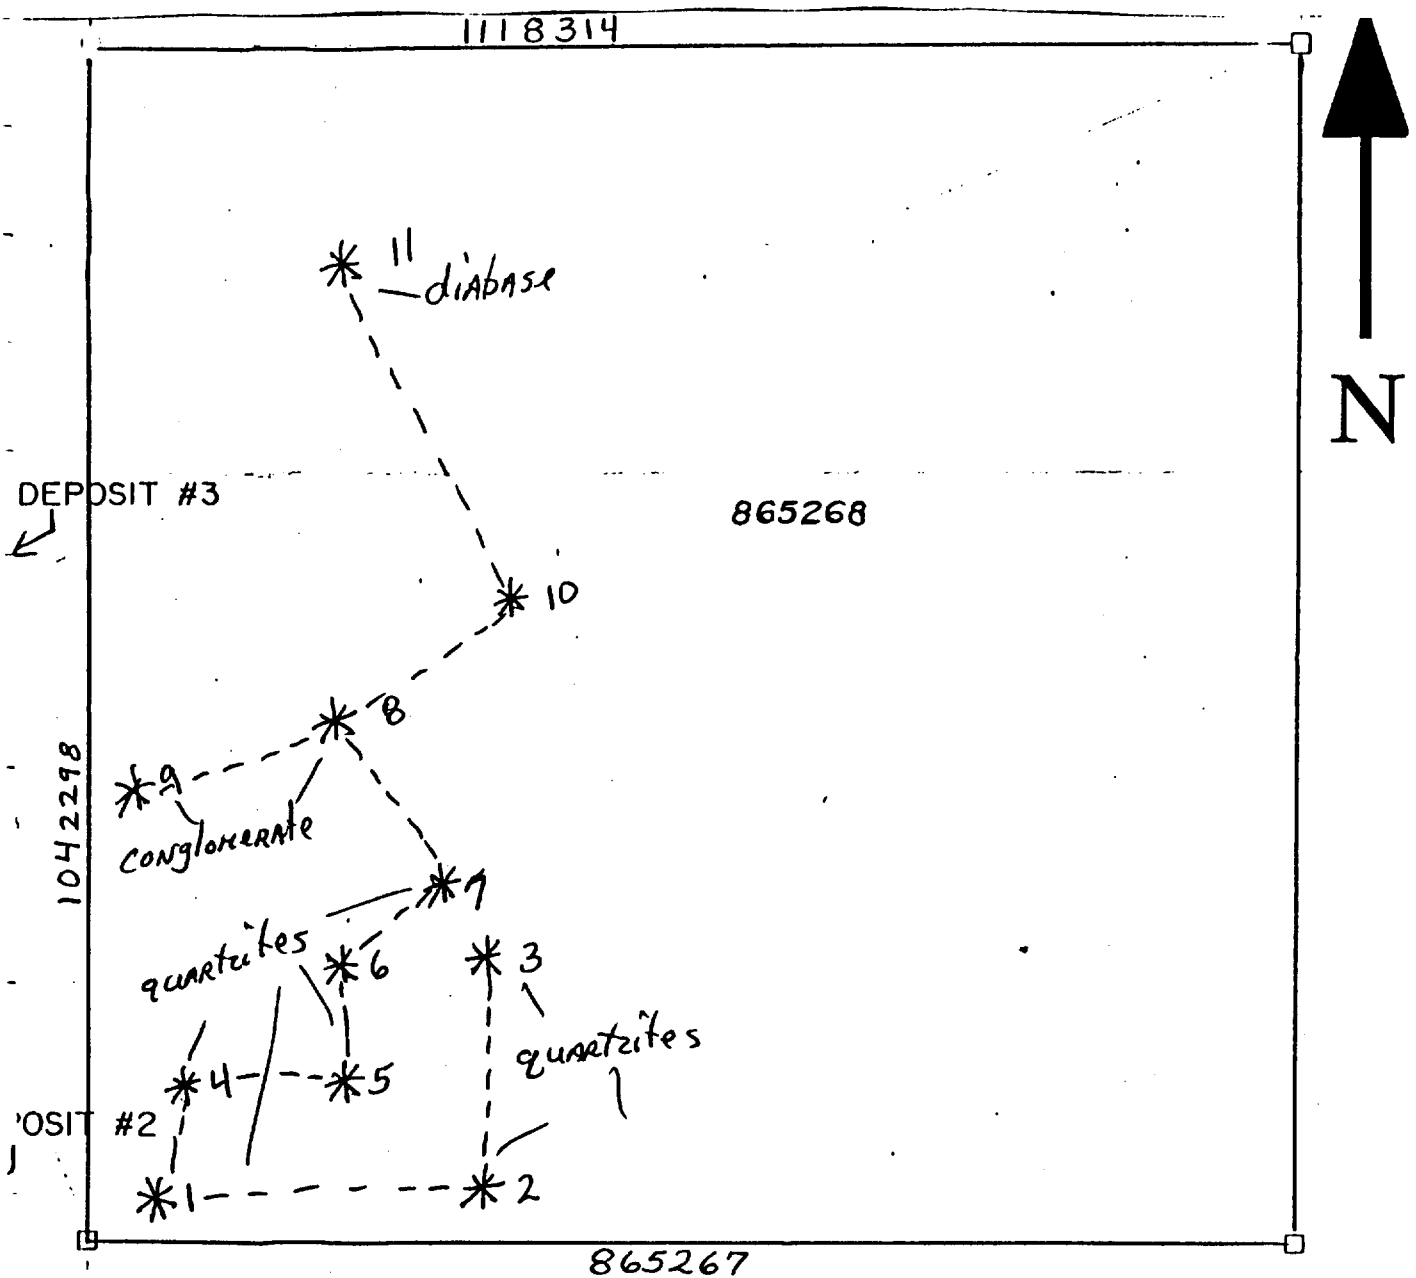 1118314
11
diabase
DEPOSIT #3
865268
N
10
8
9
1042298
conglomerate
7
quartzites
6
3
quartzites
4
5
'OSIT #2
1
2
865267